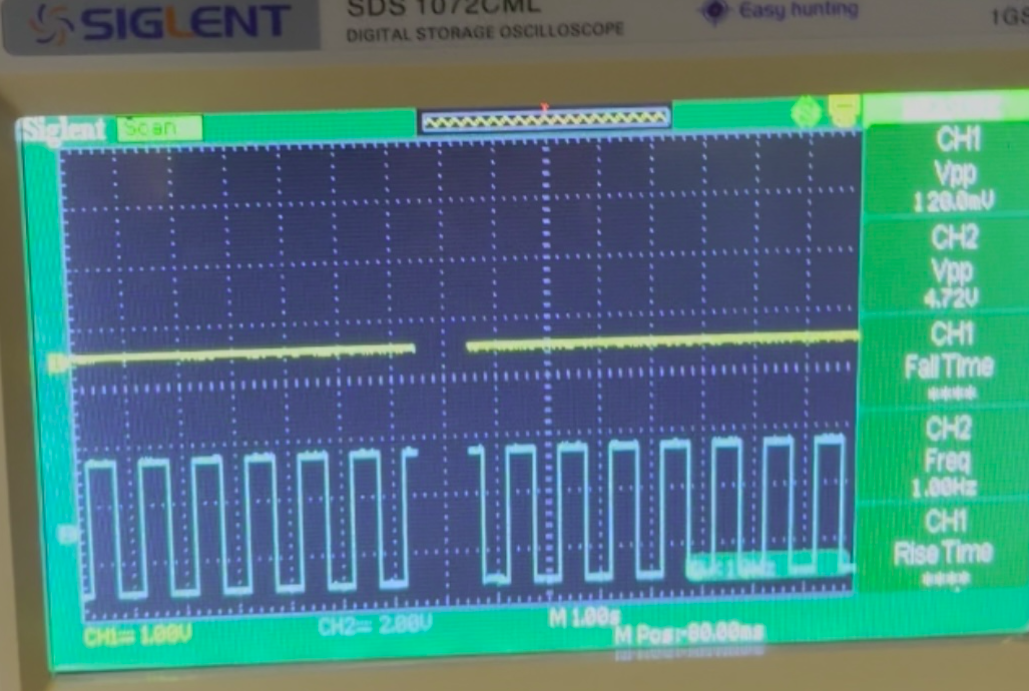 SIGLENT
SDS 1072CML
DIGITAL STORAGE OSCILLOSCOPE
Easy hunting
Siglent
Scan
CH1
Vpp
120.0mV
CH2
Vpp
4.72V
CH1
Fall Time
****
CH2
Freq
1.00Hz
CH1
Rise Time
****
CH1= 1.00V
CH2= 2.00V
M 1.00s
M Pos:-80.00ms